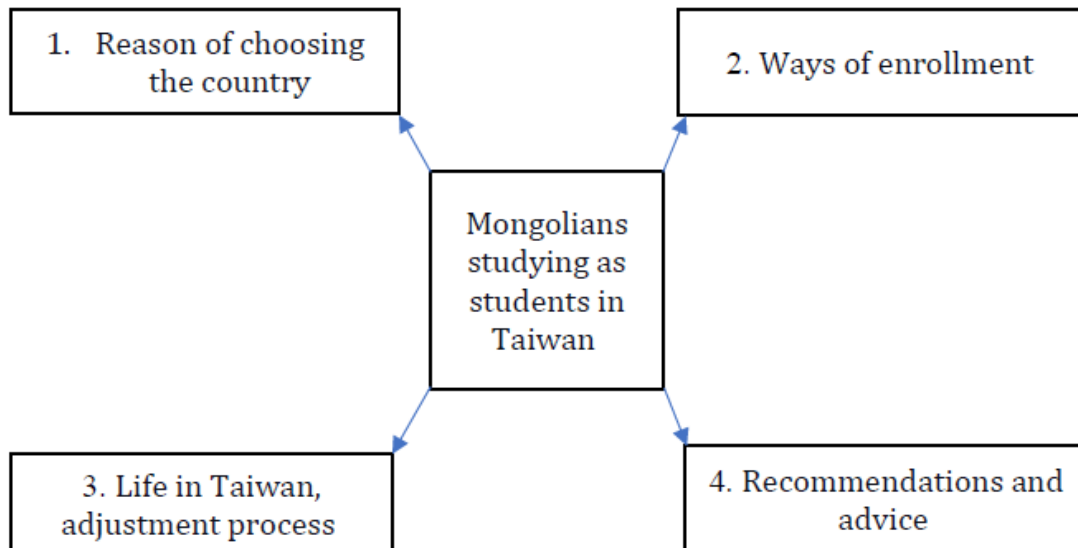 1. Reason of choosing
the country
2. Ways of enrollment
Mongolians
studying as
students in
Taiwan
3. Life in Taiwan,
adjustment process
4. Recommendations and
advice